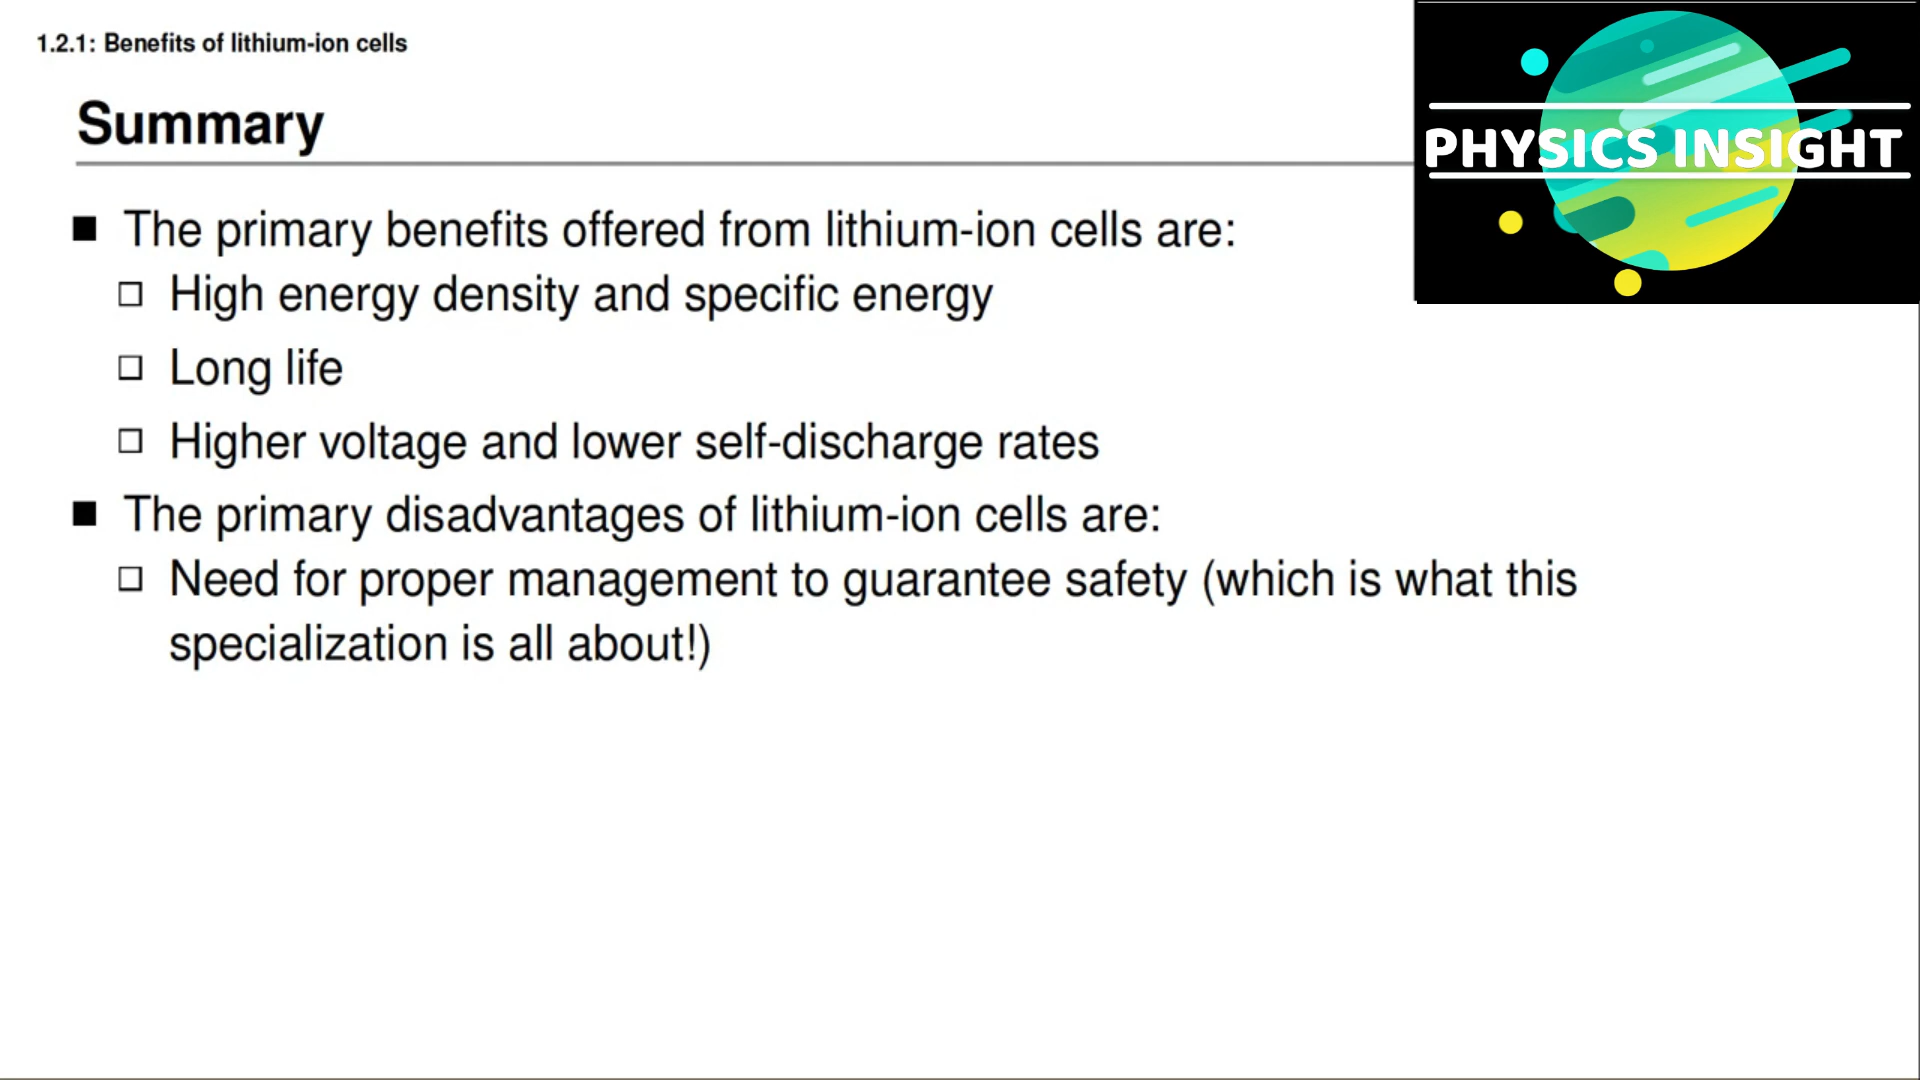 1.2.1: Benefits of lithium-ion cells
PHYSICS INSIGHT
Summary
■ The primary benefits offered from lithium-ion cells are:
□ High energy density and specific energy
□ Long life
□ Higher voltage and lower self-discharge rates
■ The primary disadvantages of lithium-ion cells are:
□ Need for proper management to guarantee safety (which is what this
specialization is all about!)